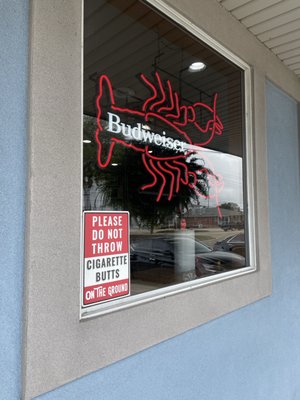 Budweiser
PLEASE
DO NOT
THROW
CIGARETTE
BUTTS
ON THE GROUND